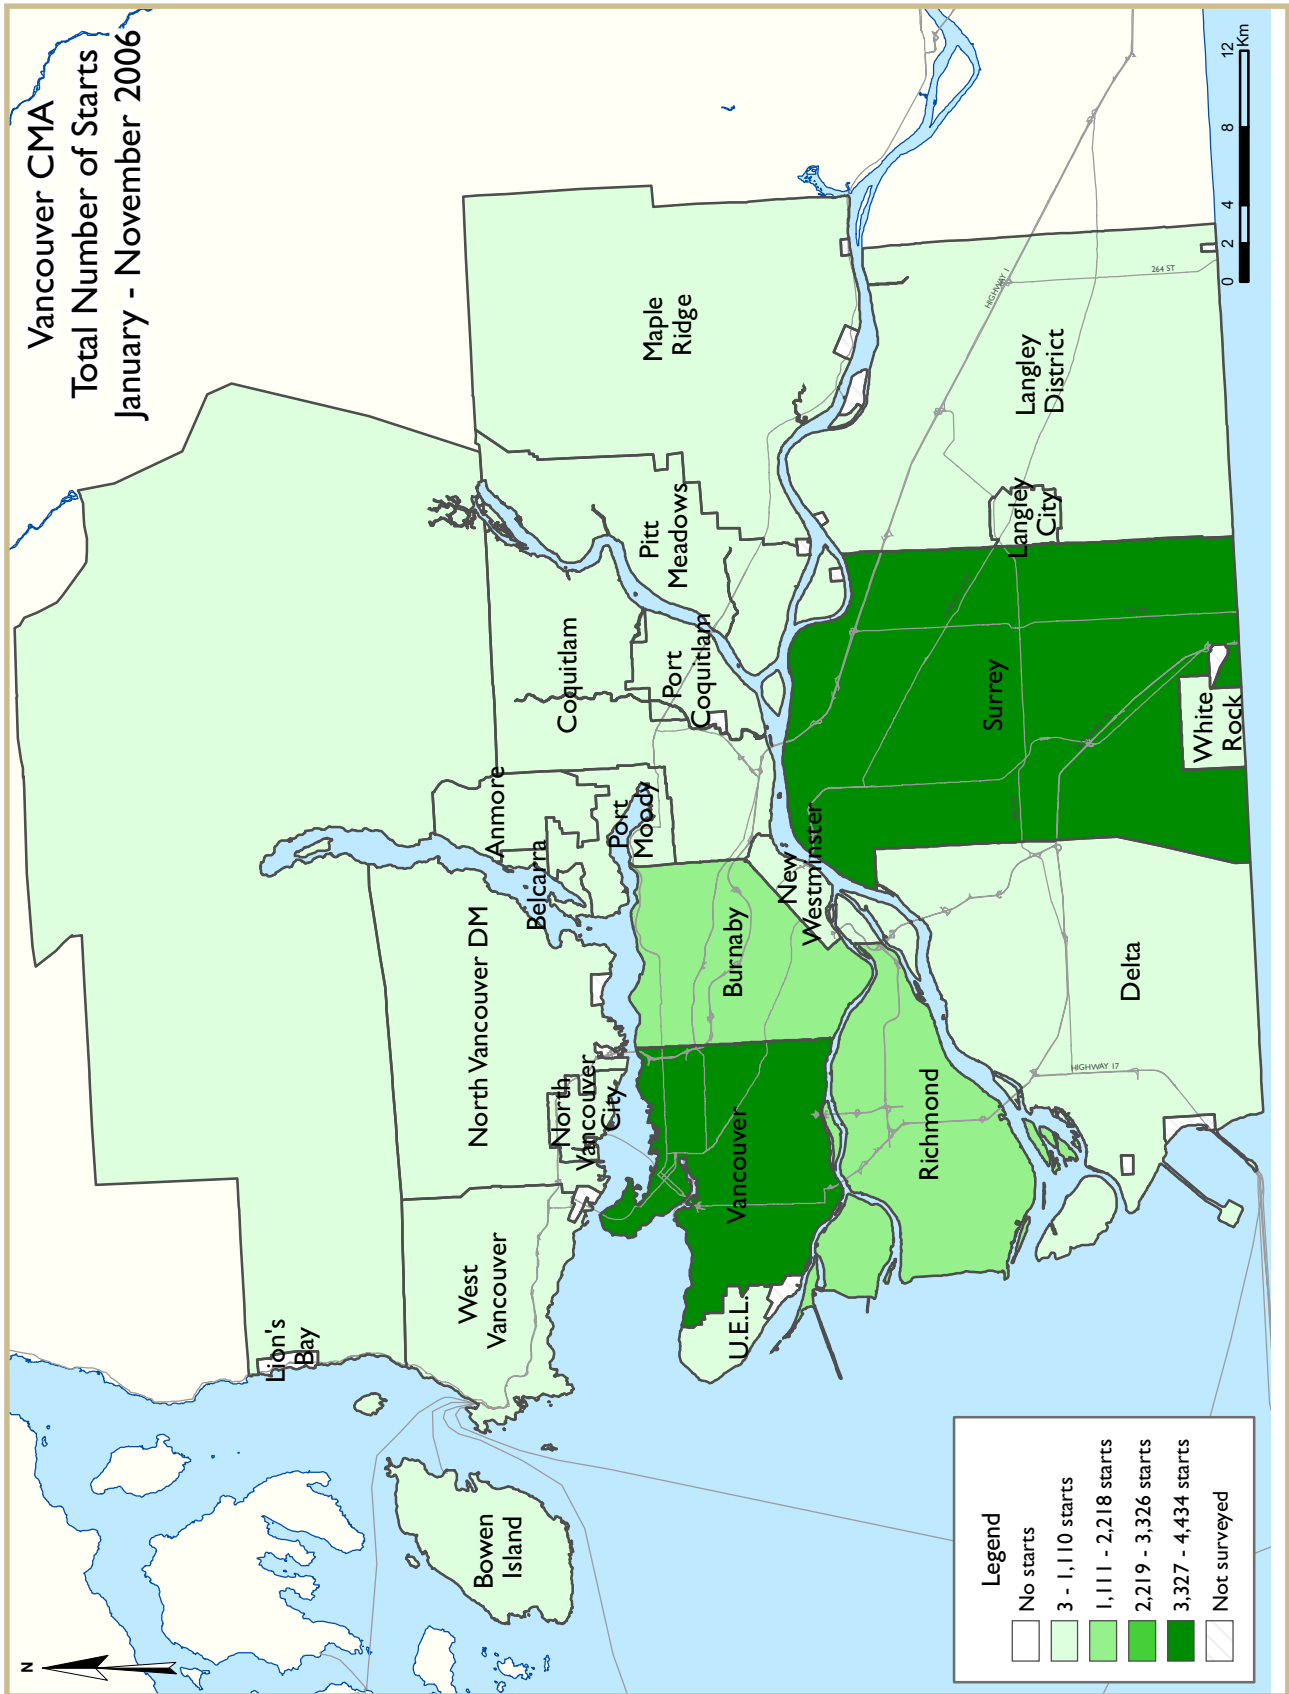 Vancouver CMA
Total Number of Starts
January - November 2006
N
Lion's
Bay
Bowen
Island
West
Vancouver
North Vancouver DM
North
Vancouver
City
Belcarra
Anmore
Port
Moody
Coquitlam
Port
Coquitlam
Pitt
Meadows
Maple
Ridge
U.E.L.
Vancouver
Burnaby
New
Westminster
Richmond
Delta
Surrey
White
Rock
Langley
City
Langley
District
HIGHWAY 1
264 ST
HIGHWAY 17
Legend
No starts
3 - 1,110 starts
1,111 - 2,218 starts
2,219 - 3,326 starts
3,327 - 4,434 starts
Not surveyed
0 2 4 8 12
Km